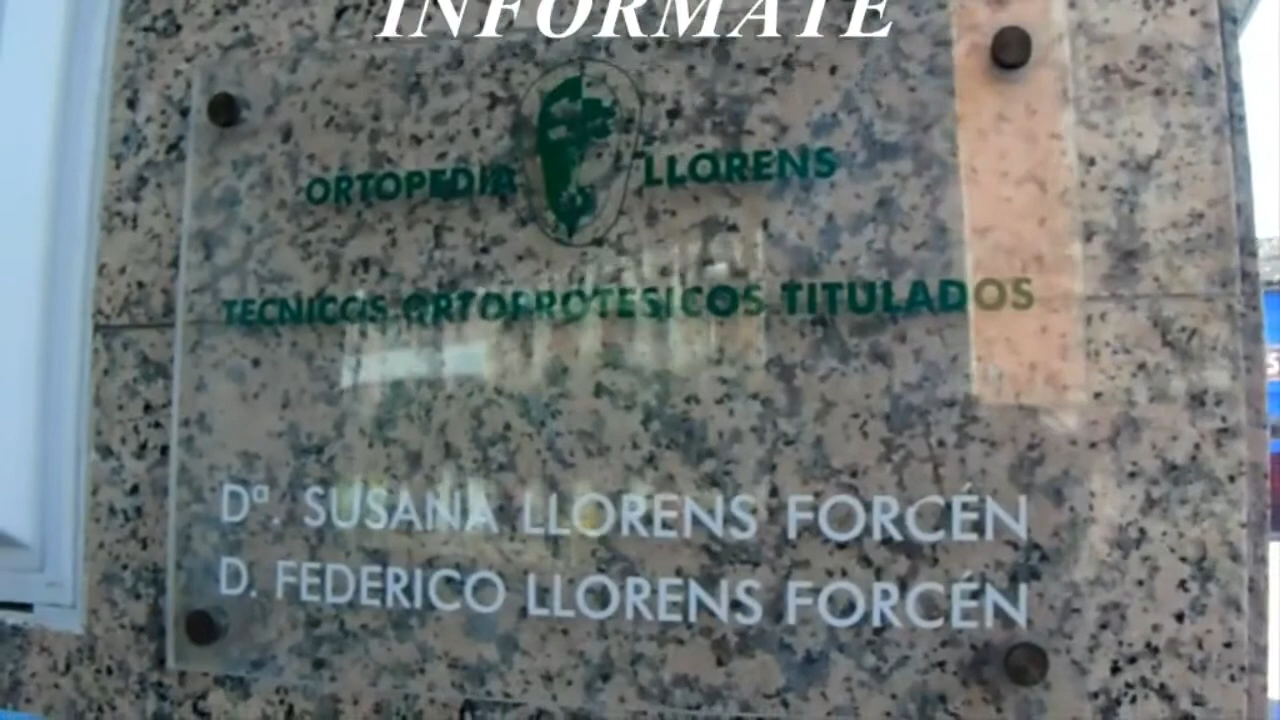 INFORMATE
ORTOPEDIA LLORENS
TECNICOS ORTOPROTESICOS TITULADOS
Dª. SUSANA LLORENS FORCÉN
D. FEDERICO LLORENS FORCÉN